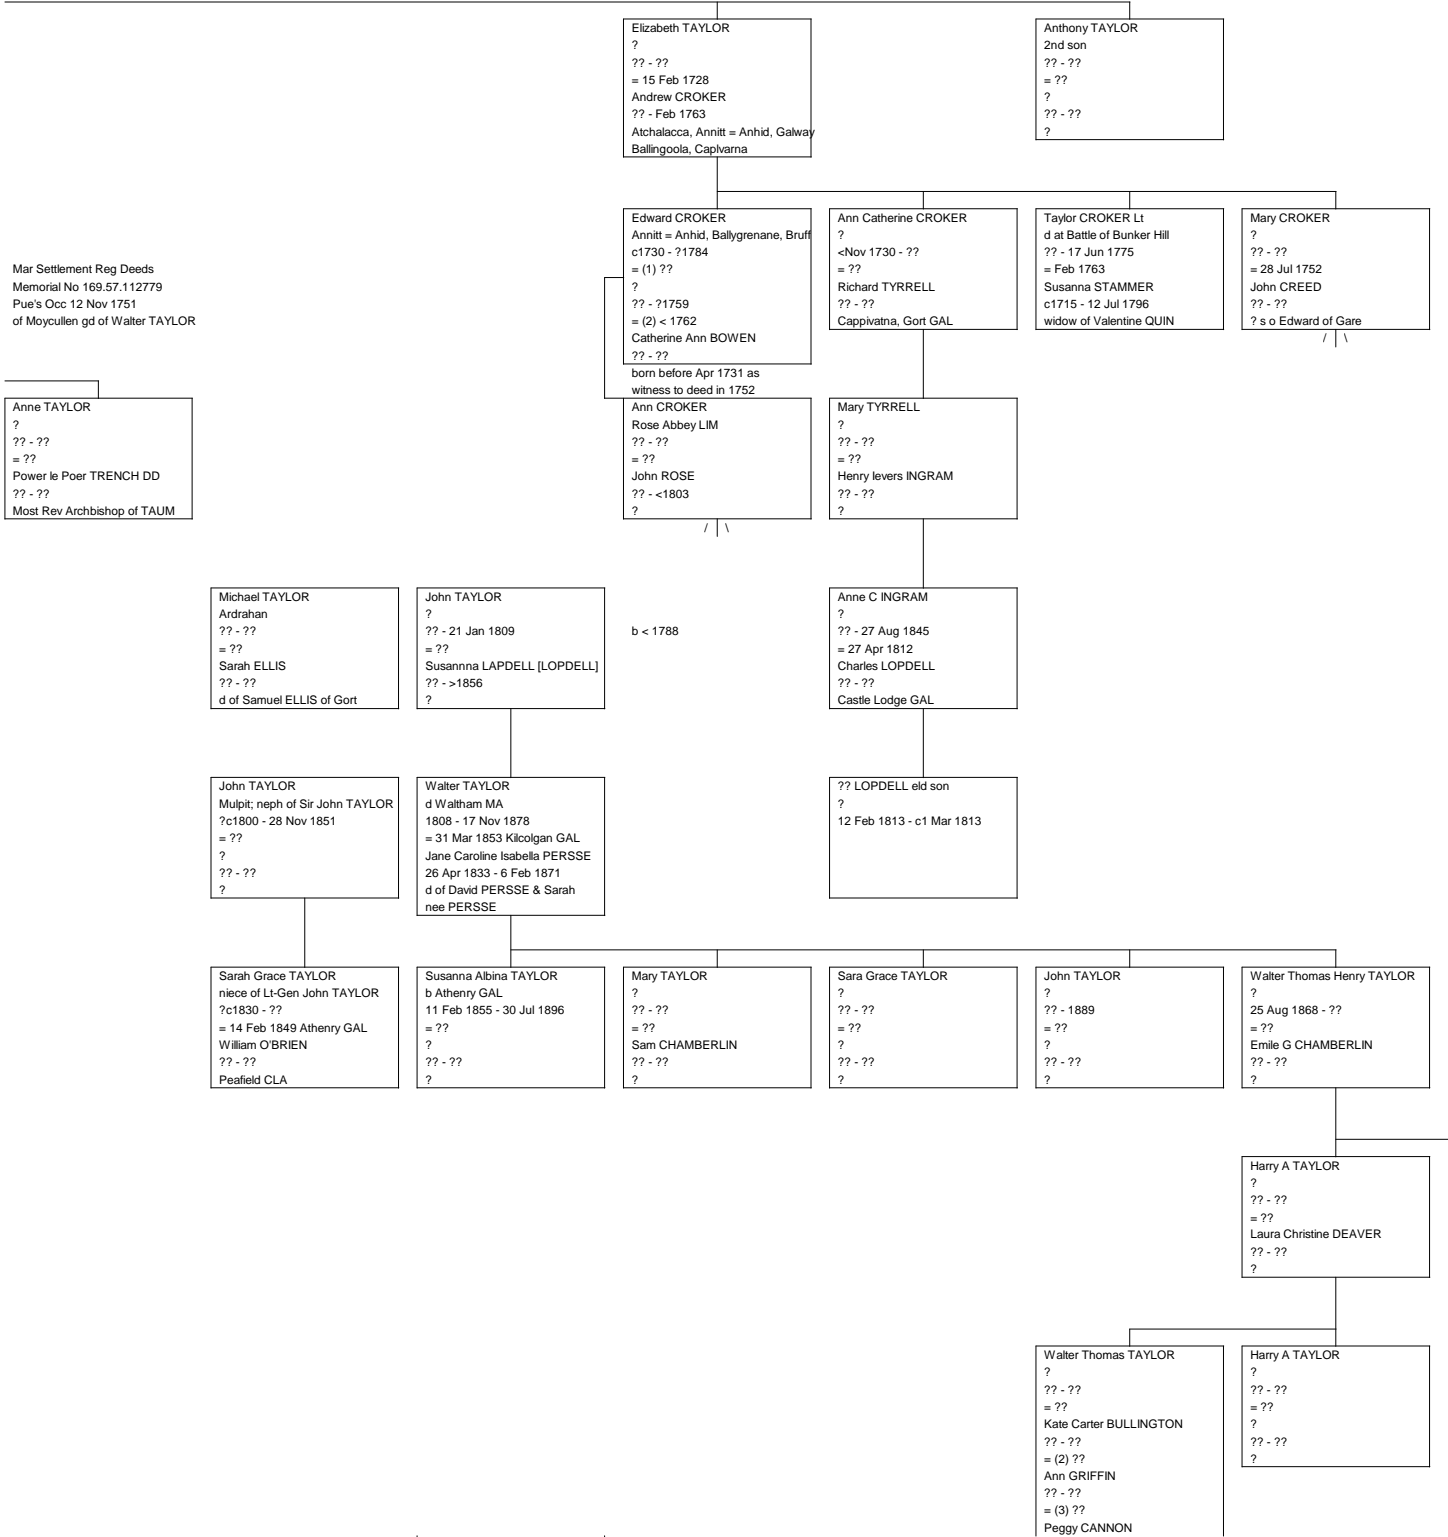 Elizabeth TAYLOR
?
?? - ??
= 15 Feb 1728
Andrew CROKER
?? - Feb 1763
Atchalacca, Annitt = Anhid, Galway
Ballingoola, Caplvarna
Anthony TAYLOR
2nd son
?? - ??
= ??
?
?? - ??
?
Mar Settlement Reg Deeds
Memorial No 169.57.112779
Pue's Occ 12 Nov 1751
of Moycullen gd of Walter TAYLOR
Edward CROKER
Annitt = Anhid, Ballygrenane, Bruff
c1730 - ?1784
= (1) ??
?
?? - ?1759
= (2) < 1762
Catherine Ann BOWEN
?? - ??
born before Apr 1731 as
witness to deed in 1752
Ann Catherine CROKER
?
<Nov 1730 - ??
= ??
Richard TYRRELL
?? - ??
Cappivatna, Gort GAL
Taylor CROKER Lt
d at Battle of Bunker Hill
?? - 17 Jun 1775
= Feb 1763
Susanna STAMMER
c1715 - 12 Jul 1796
widow of Valentine QUIN
Mary CROKER
?
?? - ??
= 28 Jul 1752
John CREED
?? - ??
? s o Edward of Gare
/ \
Anne TAYLOR
?
?? - ??
= ??
Power le Poer TRENCH DD
?? - ??
Most Rev Archbishop of TAUM
Ann CROKER
Rose Abbey LIM
?? - ??
= ??
John ROSE
?? - <1803
?
/ \
Mary TYRRELL
?
?? - ??
= ??
Henry levers INGRAM
?? - ??
?
Michael TAYLOR
Ardrahan
?? - ??
= ??
Sarah ELLIS
?? - ??
d of Samuel ELLIS of Gort
John TAYLOR
?
?? - 21 Jan 1809
= ??
Susannna LAPDELL [LOPDELL]
?? - >1856
?
b < 1788
Anne C INGRAM
?
?? - 27 Aug 1845
= 27 Apr 1812
Charles LOPDELL
?? - ??
Castle Lodge GAL
John TAYLOR
Mulpit; neph of Sir John TAYLOR
?c1800 - 28 Nov 1851
= ??
?
?? - ??
?
Walter TAYLOR
d Waltham MA
1808 - 17 Nov 1878
= 31 Mar 1853 Kilcolgan GAL
Jane Caroline Isabella PERSSE
26 Apr 1833 - 6 Feb 1871
d of David PERSSE & Sarah
nee PERSSE
?? LOPDELL eld son
?
12 Feb 1813 - c1 Mar 1813
Sarah Grace TAYLOR
niece of Lt-Gen John TAYLOR
?c1830 - ??
= 14 Feb 1849 Athenry GAL
William O'BRIEN
?? - ??
Peafield CLA
Susanna Albina TAYLOR
b Athenry GAL
11 Feb 1855 - 30 Jul 1896
= ??
?
?? - ??
?
Mary TAYLOR
?
?? - ??
= ??
Sam CHAMBERLIN
?? - ??
?
Sara Grace TAYLOR
?
?? - ??
= ??
?
?? - ??
?
John TAYLOR
?
?? - 1889
= ??
?
?? - ??
?
Walter Thomas Henry TAYLOR
?
25 Aug 1868 - ??
= ??
Emile G CHAMBERLIN
?? - ??
?
Harry A TAYLOR
?
?? - ??
= ??
Laura Christine DEAVER
?? - ??
?
Walter Thomas TAYLOR
?
?? - ??
= ??
Kate Carter BULLINGTON
?? - ??
= (2) ??
Ann GRIFFIN
?? - ??
= (3) ??
Peggy CANNON
Harry A TAYLOR
?
?? - ??
= ??
?
?? - ??
?